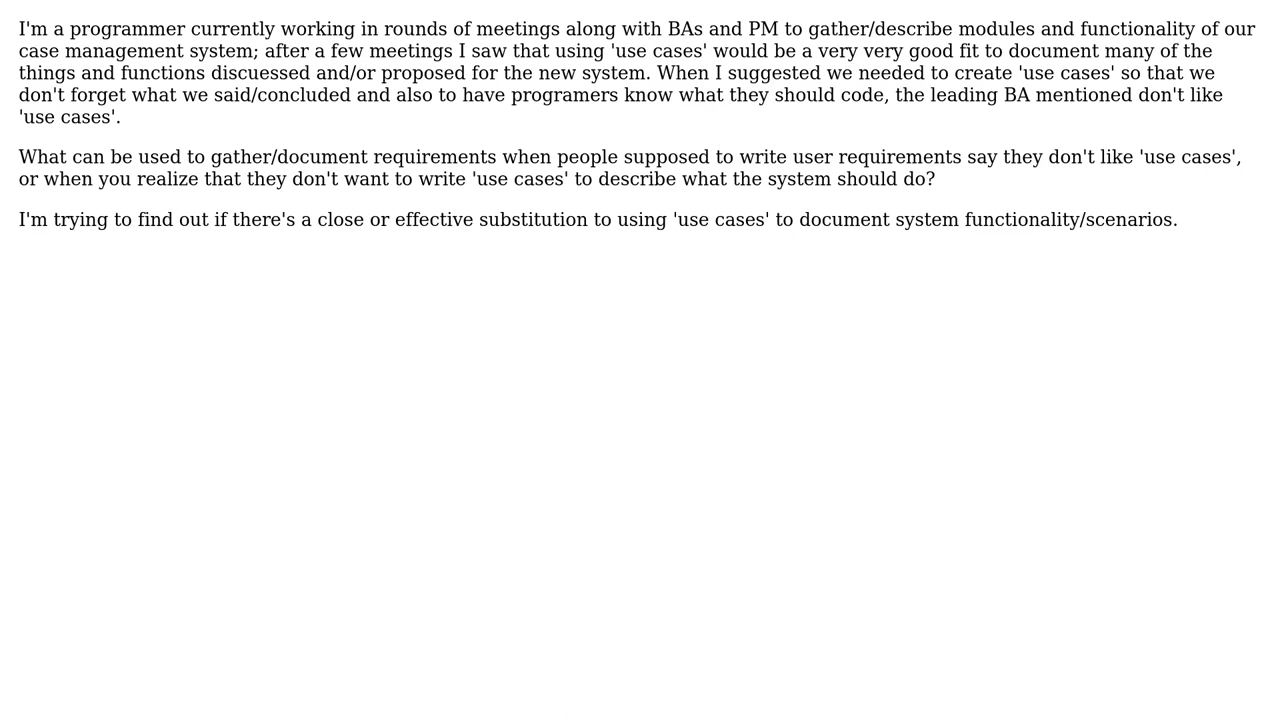 I'm a programmer currently working in rounds of meetings along with BAs and PM to gather/describe modules and functionality of our
case management system; after a few meetings I saw that using 'use cases' would be a very very good fit to document many of the
things and functions discuessed and/or proposed for the new system. When I suggested we needed to create 'use cases' so that we
don't forget what we said/concluded and also to have programers know what they should code, the leading BA mentioned don't like
'use cases'.
What can be used to gather/document requirements when people supposed to write user requirements say they don't like 'use cases',
or when you realize that they don't want to write 'use cases' to describe what the system should do?
I'm trying to find out if there's a close or effective substitution to using 'use cases' to document system functionality/scenarios.